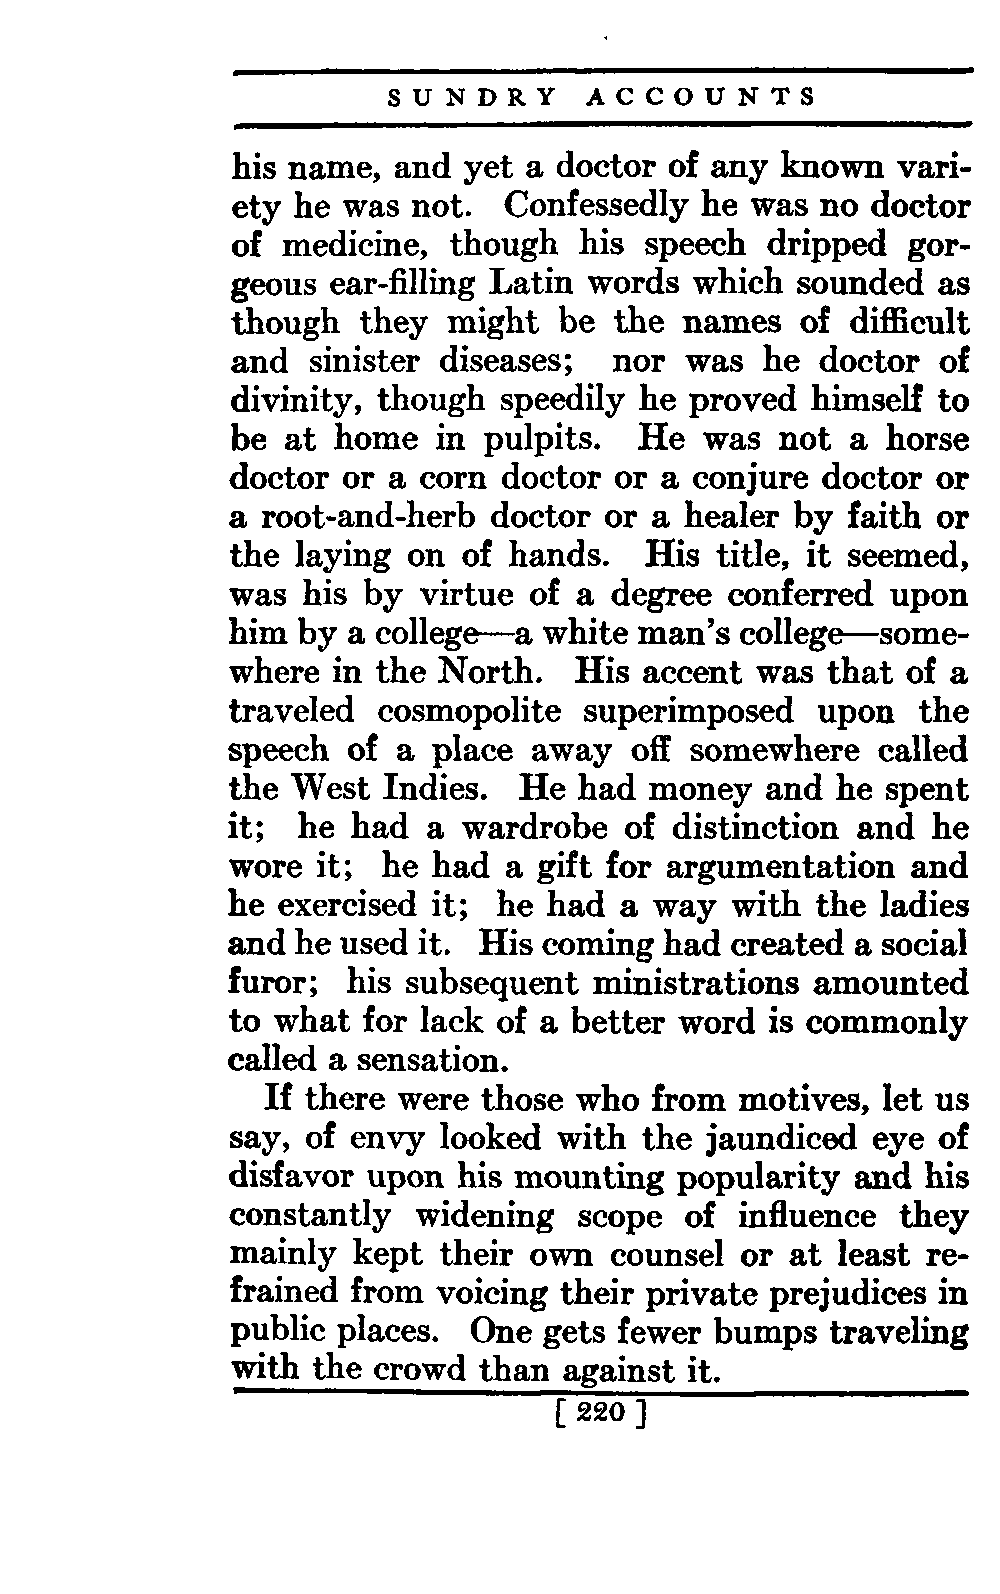 SUNDRY ACCOUNTS
his name, and yet a doctor of any known vari-
ety he was not. Confessedly he was no doctor
of medicine, though his speech dripped gor-
geous ear-filling Latin words which sounded as
though they might be the names of difficult
and sinister diseases; nor was he doctor of
divinity, though speedily he proved himself to
be at home in pulpits. He was not a horse
doctor or a corn doctor or a conjure doctor or
a root-and-herb doctor or a healer by faith or
the laying on of hands. His title, it seemed,
was his by virtue of a degree conferred upon
him by a college—a white man's college—some-
where in the North. His accent was that of a
traveled cosmopolite superimposed upon the
speech of a place away off somewhere called
the West Indies. He had money and he spent
it; he had a wardrobe of distinction and he
wore it; he had a gift for argumentation and
he exercised it; he had a way with the ladies
and he used it. His coming had created a social
furor; his subsequent ministrations amounted
to what for lack of a better word is commonly
called a sensation.
If there were those who from motives, let us
say, of envy looked with the jaundiced eye of
disfavor upon his mounting popularity and his
constantly widening scope of influence they
mainly kept their own counsel or at least re-
frained from voicing their private prejudices in
public places. One gets fewer bumps traveling
with the crowd than against it.
[ 220 ]